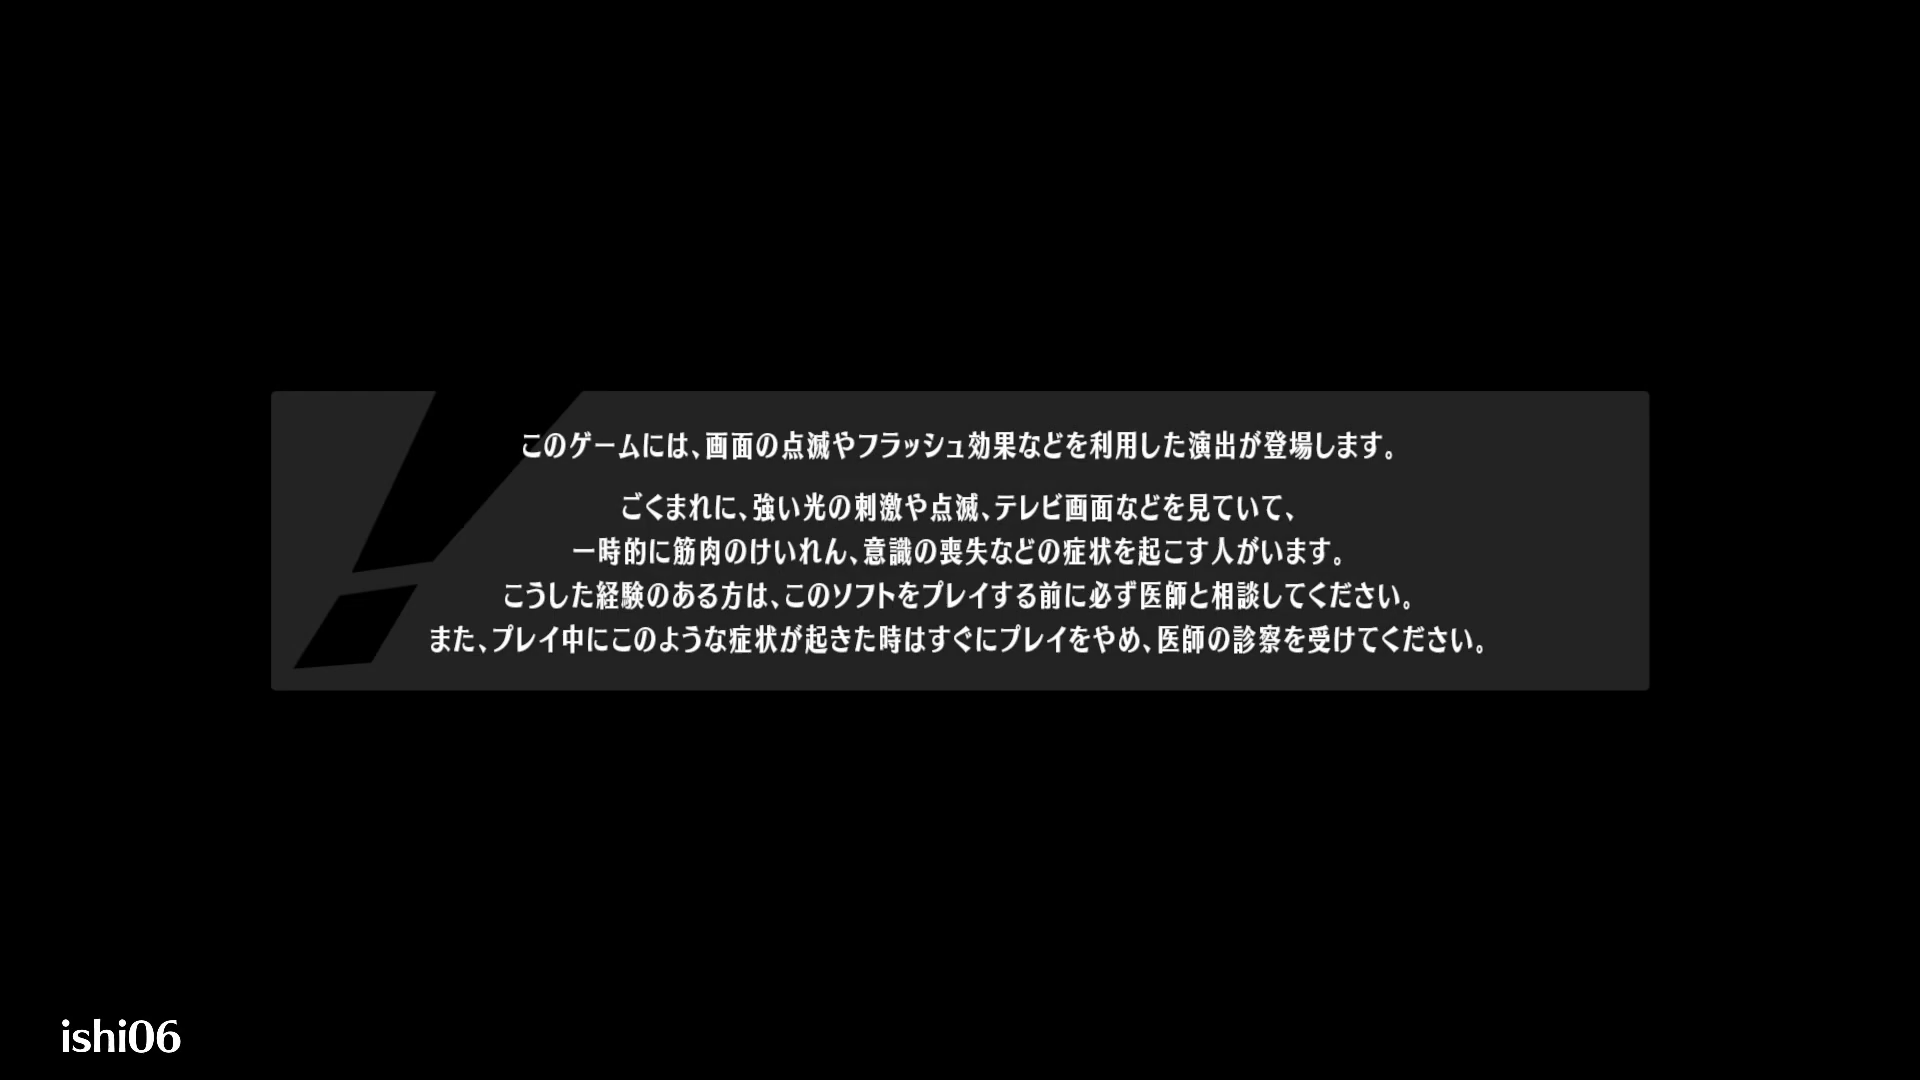 このゲームには、画面の点滅やフラッシュ効果などを利用した演出が登場します。
ごくまれに、強い光の刺激や点滅、テレビ画面などを見ていて、
一時的に筋肉のけいれん、意識の喪失などの症状を起こす人がいます。
こうした経験のある方は、このソフトをプレイする前に必ず医師と相談してください。
また、プレイ中にこのような症状が起きた時はすぐにプレイをやめ、医師の診察を受けてください。
ishi06